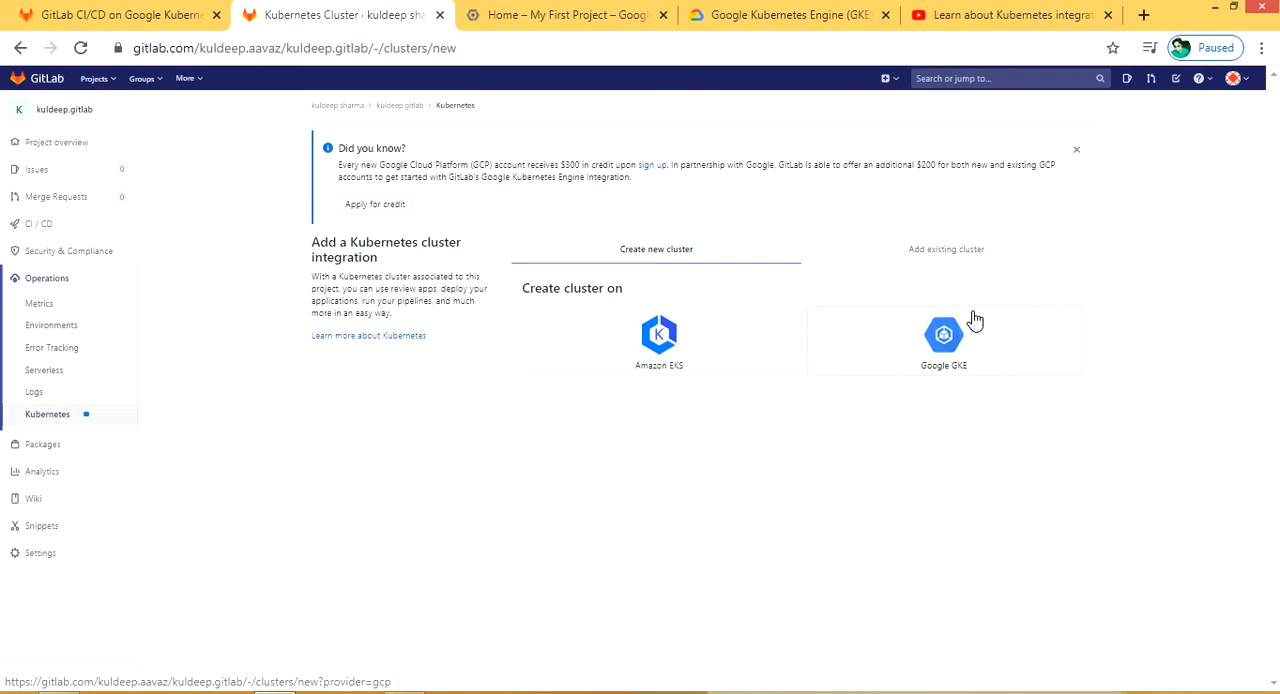 GitLab CI/CD on Google Kuberne
Kubernetes Cluster · kuldeep sha
Home – My First Project – Googl
Google Kubernetes Engine (GKE)
Learn about Kubernetes integrat
gitlab.com/kuldeep.aavaz/kuldeep.gitlab/-/clusters/new
Paused
GitLab
Projects
Groups
More
Search or jump to...
K kuldeep.gitlab
kuldeep sharma > kuldeep.gitlab > Kubernetes
Project overview
Issues 0
Merge Requests 0
CI / CD
Security & Compliance
Operations
Metrics
Environments
Error Tracking
Serverless
Logs
Kubernetes
Packages
Analytics
Wiki
Snippets
Settings
Did you know?
Every new Google Cloud Platform (GCP) account receives $300 in credit upon sign up. In partnership with Google, GitLab is able to offer an additional $200 for both new and existing GCP
accounts to get started with GitLab's Google Kubernetes Engine Integration.
Apply for credit
Add a Kubernetes cluster
integration
With a Kubernetes cluster associated to this
project, you can use review apps, deploy your
applications, run your pipelines, and much
more in an easy way.
Learn more about Kubernetes
Create new cluster
Add existing cluster
Create cluster on
K
Amazon EKS
Google GKE
https://gitlab.com/kuldeep.aavaz/kuldeep.gitlab/-/clusters/new?provider=gcp